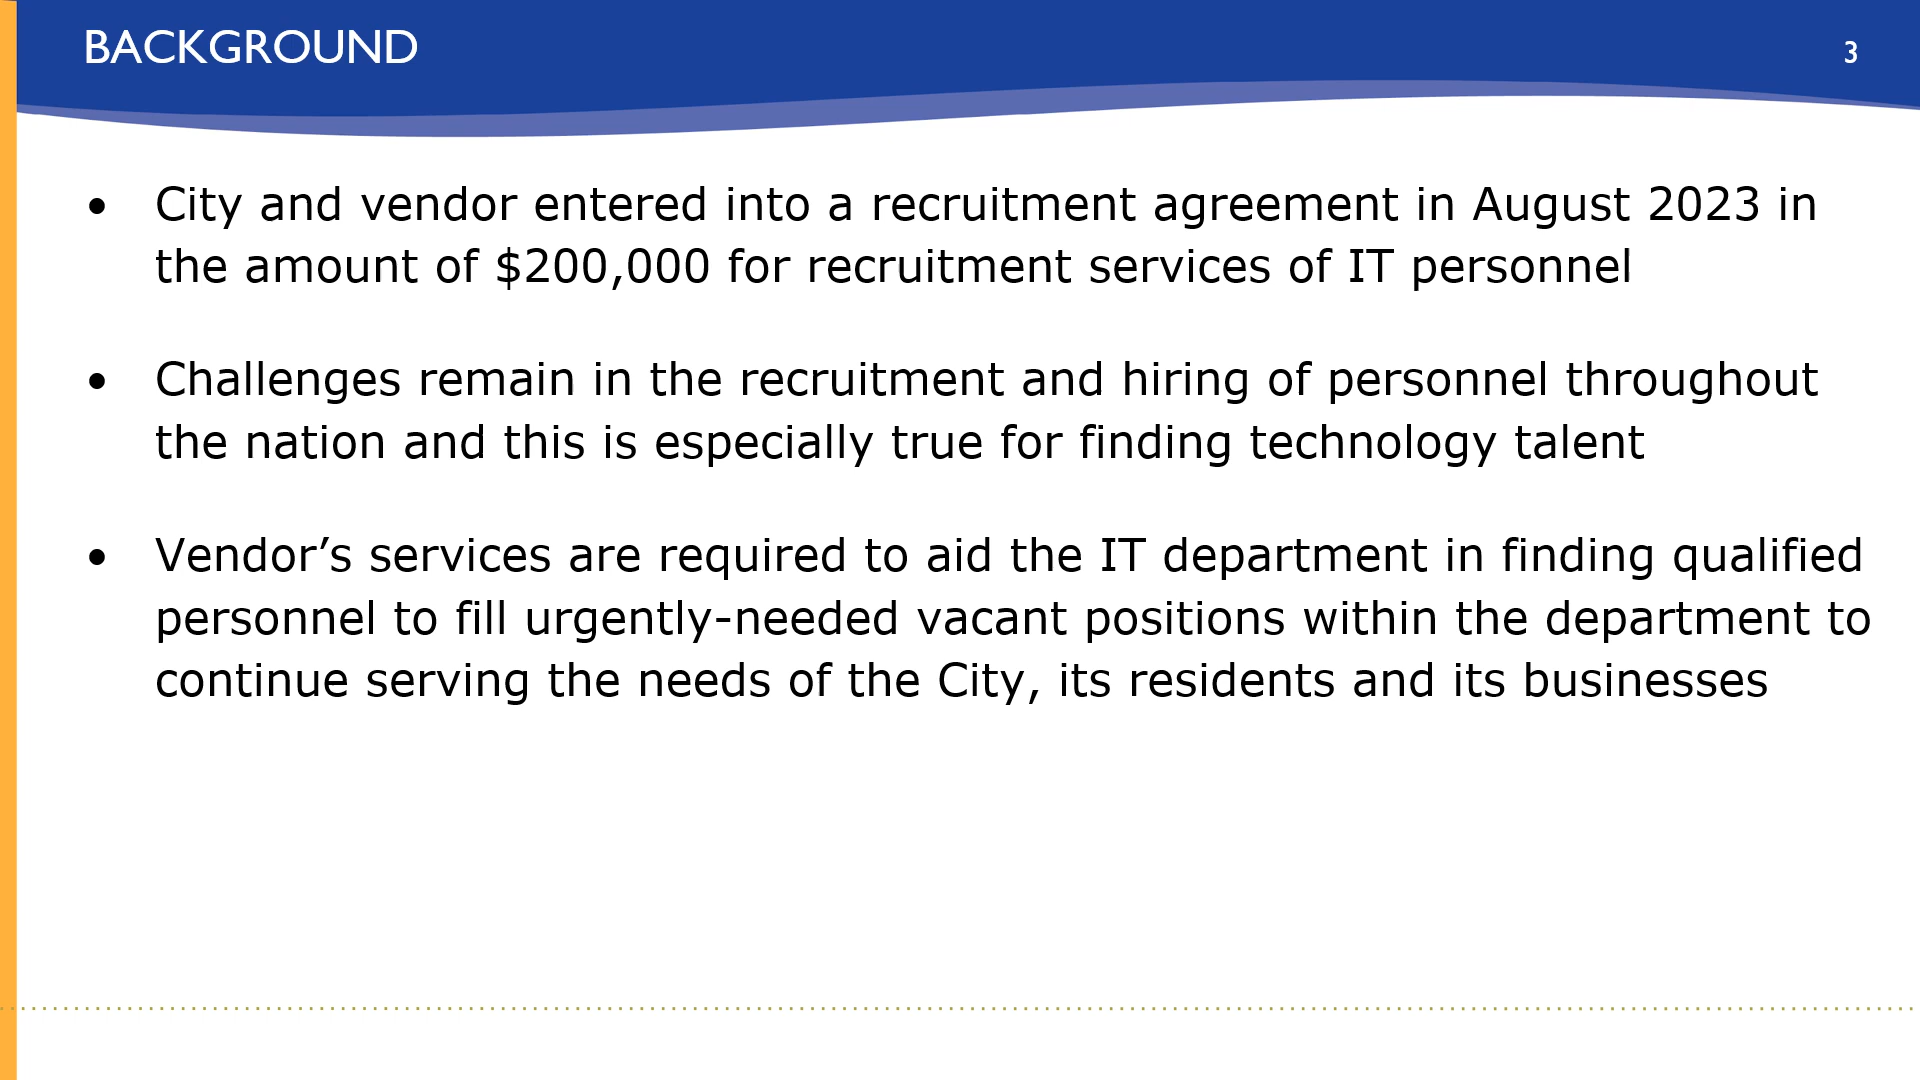 BACKGROUND
3
• City and vendor entered into a recruitment agreement in August 2023 in
the amount of $200,000 for recruitment services of IT personnel
• Challenges remain in the recruitment and hiring of personnel throughout
the nation and this is especially true for finding technology talent
• Vendor’s services are required to aid the IT department in finding qualified
personnel to fill urgently-needed vacant positions within the department to
continue serving the needs of the City, its residents and its businesses